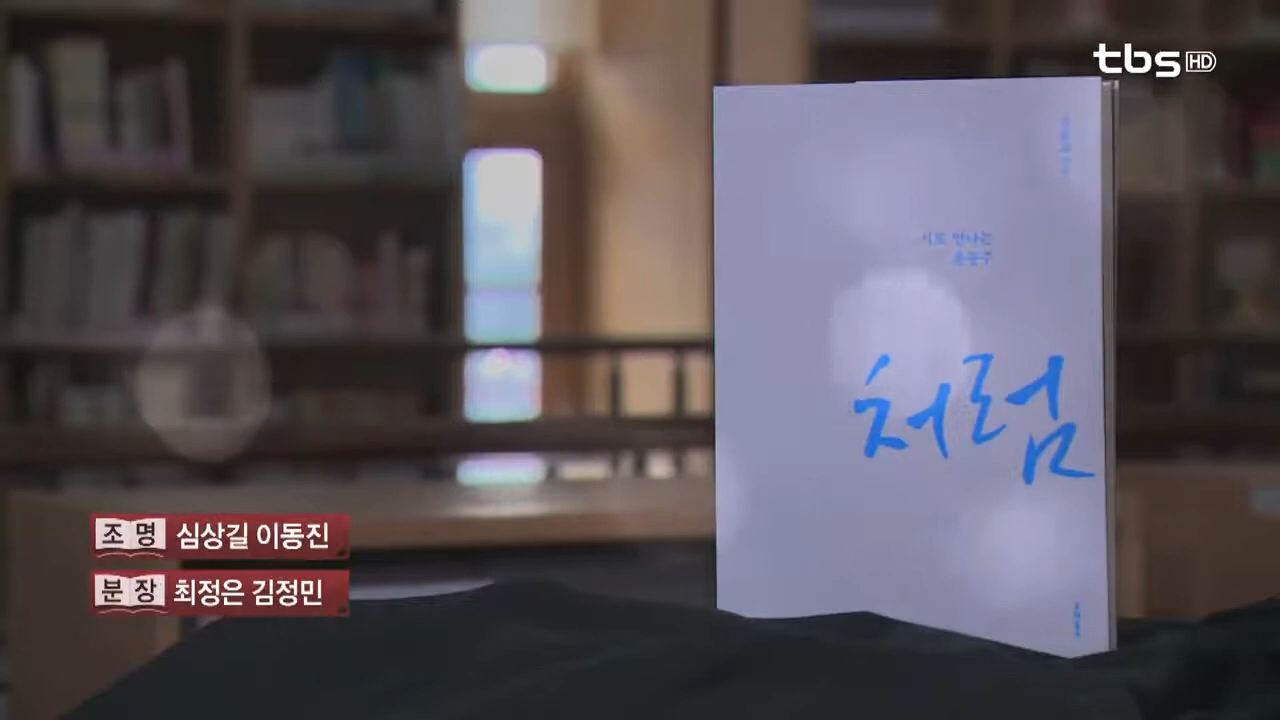 tbs HD
시로 만나는
윤동주
처럼
조명 심상길 이동진
분장 최정은 김정민